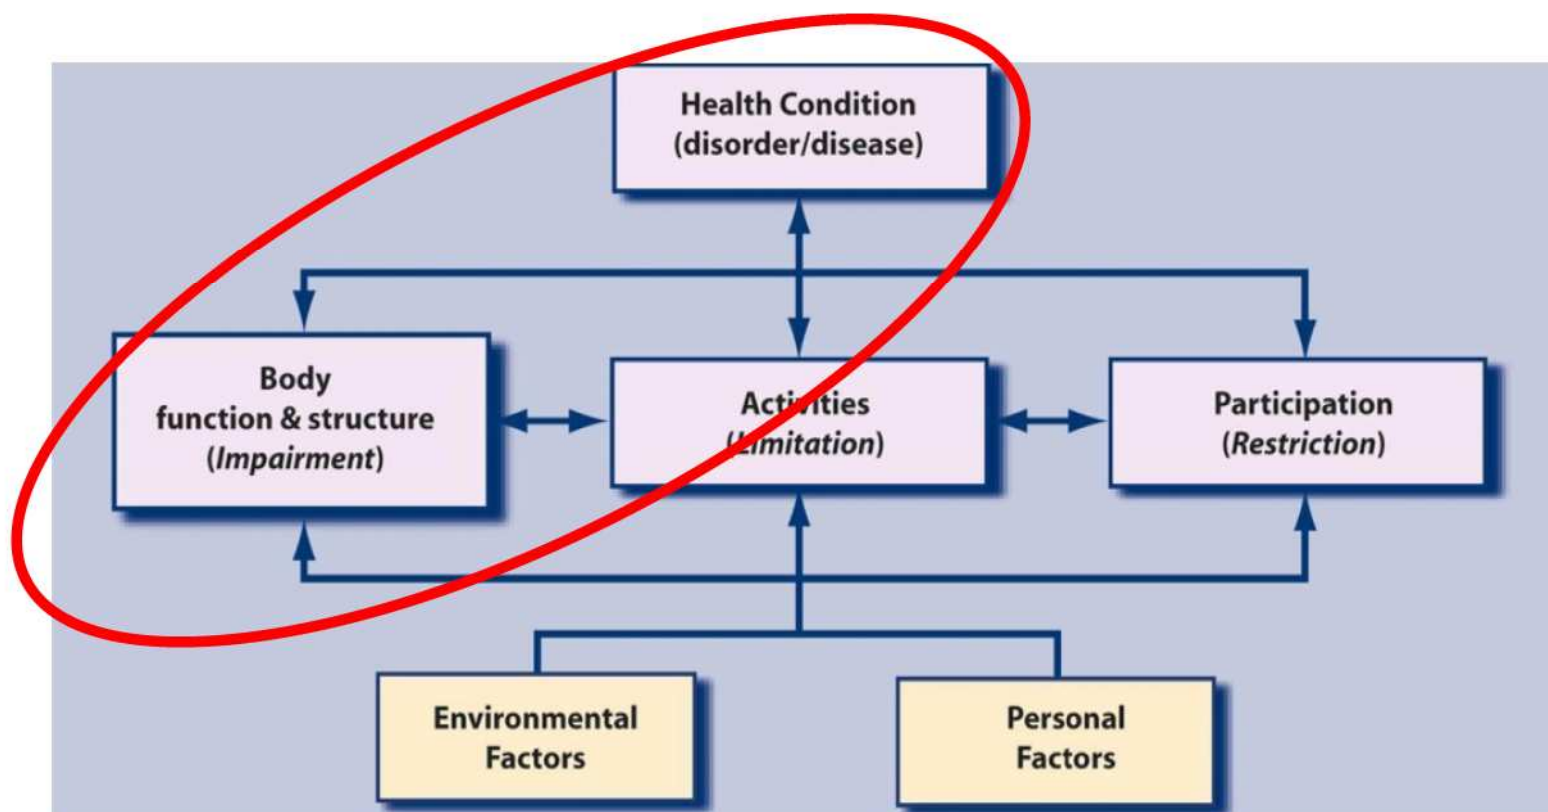 Health Condition
(disorder/disease)
Body
function & structure
(Impairment)
Activities
(Limitation)
Participation
(Restriction)
Environmental
Factors
Personal
Factors